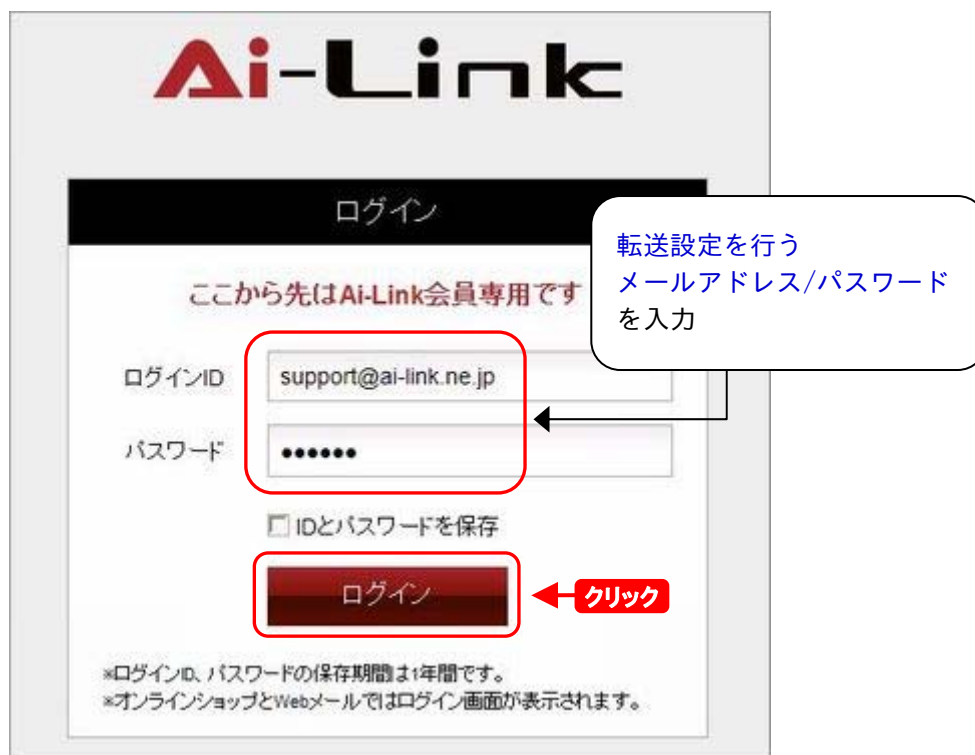 Ai-Link
ログイン
転送設定を行う
メールアドレス/パスワード
を入力
ここから先はAi-Link会員専用です
ログインID
support@ai-link.ne.jp
パスワード
••••••
IDとパスワードを保存
ログイン
クリック
※ログインID、パスワードの保存期間は1年間です。
※オンラインショップとWebメールではログイン画面が表示されます。